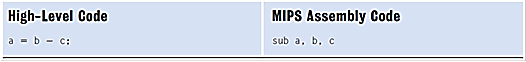 High-Level Code
a = b – c;
MIPS Assembly Code
sub a, b, c